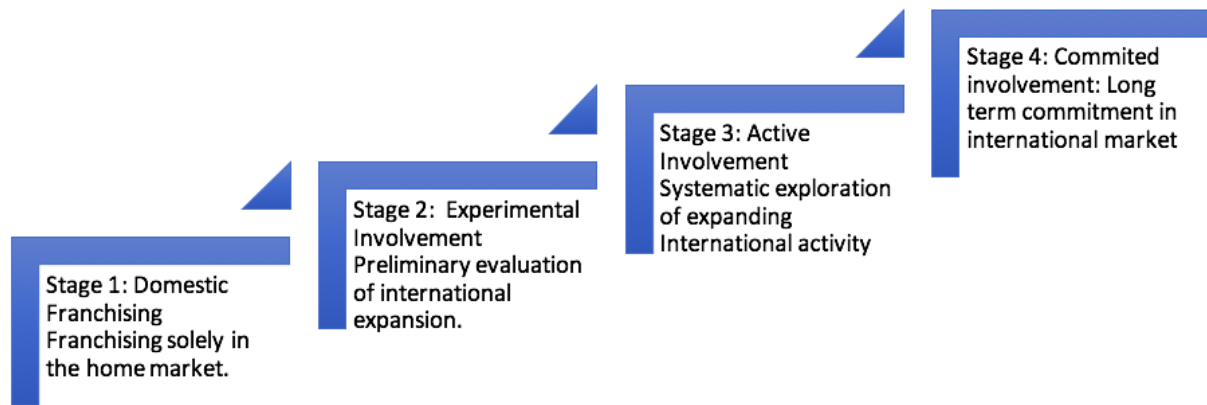 Stage 1: Domestic
Franchising
Franchising solely in
the home market.
Stage 2:  Experimental
Involvement
Preliminary evaluation
of international
expansion.
Stage 3: Active
Involvement
Systematic exploration
of expanding
International activity
Stage 4: Commited
involvement: Long
term commitment in
international market